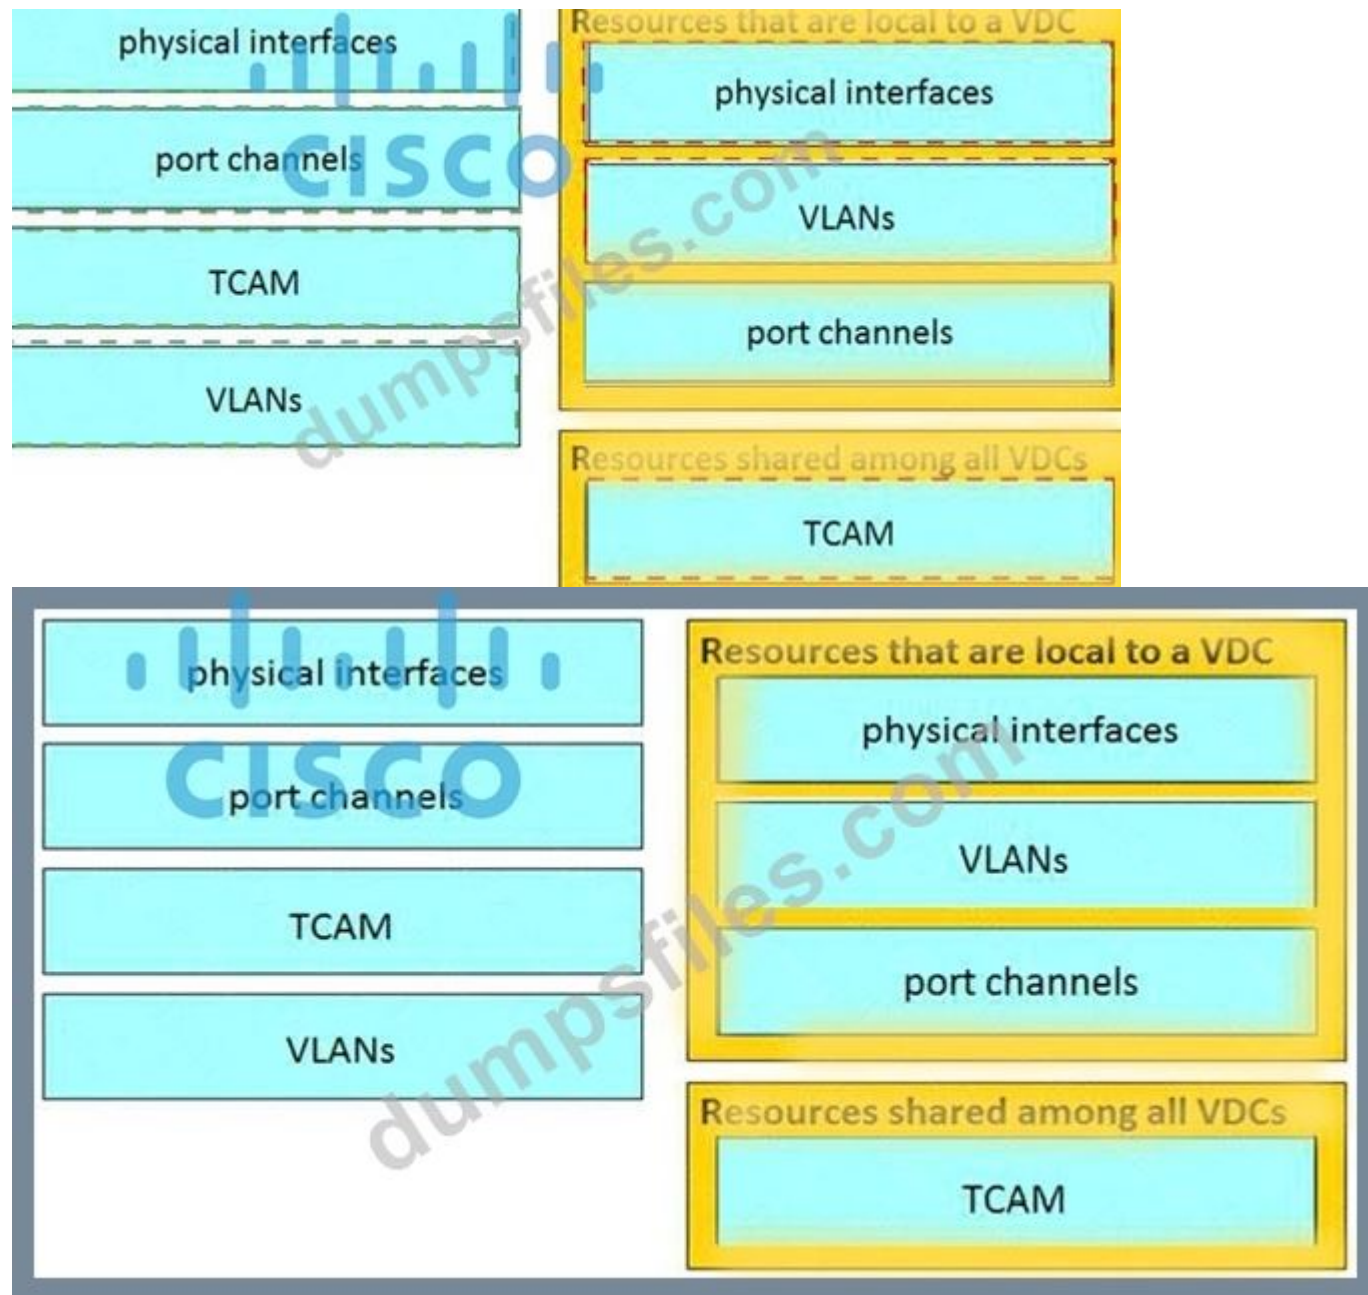 physical interfaces
port channels
TCAM
VLANs
Resources that are local to a VDC
physical interfaces
VLANs
port channels
Resources shared among all VDCs
TCAM
CISCO
dumpsfiles.com
physical interfaces
port channels
TCAM
VLANs
Resources that are local to a VDC
physical interfaces
VLANs
port channels
Resources shared among all VDCs
TCAM
CISCO
dumpsfiles.com